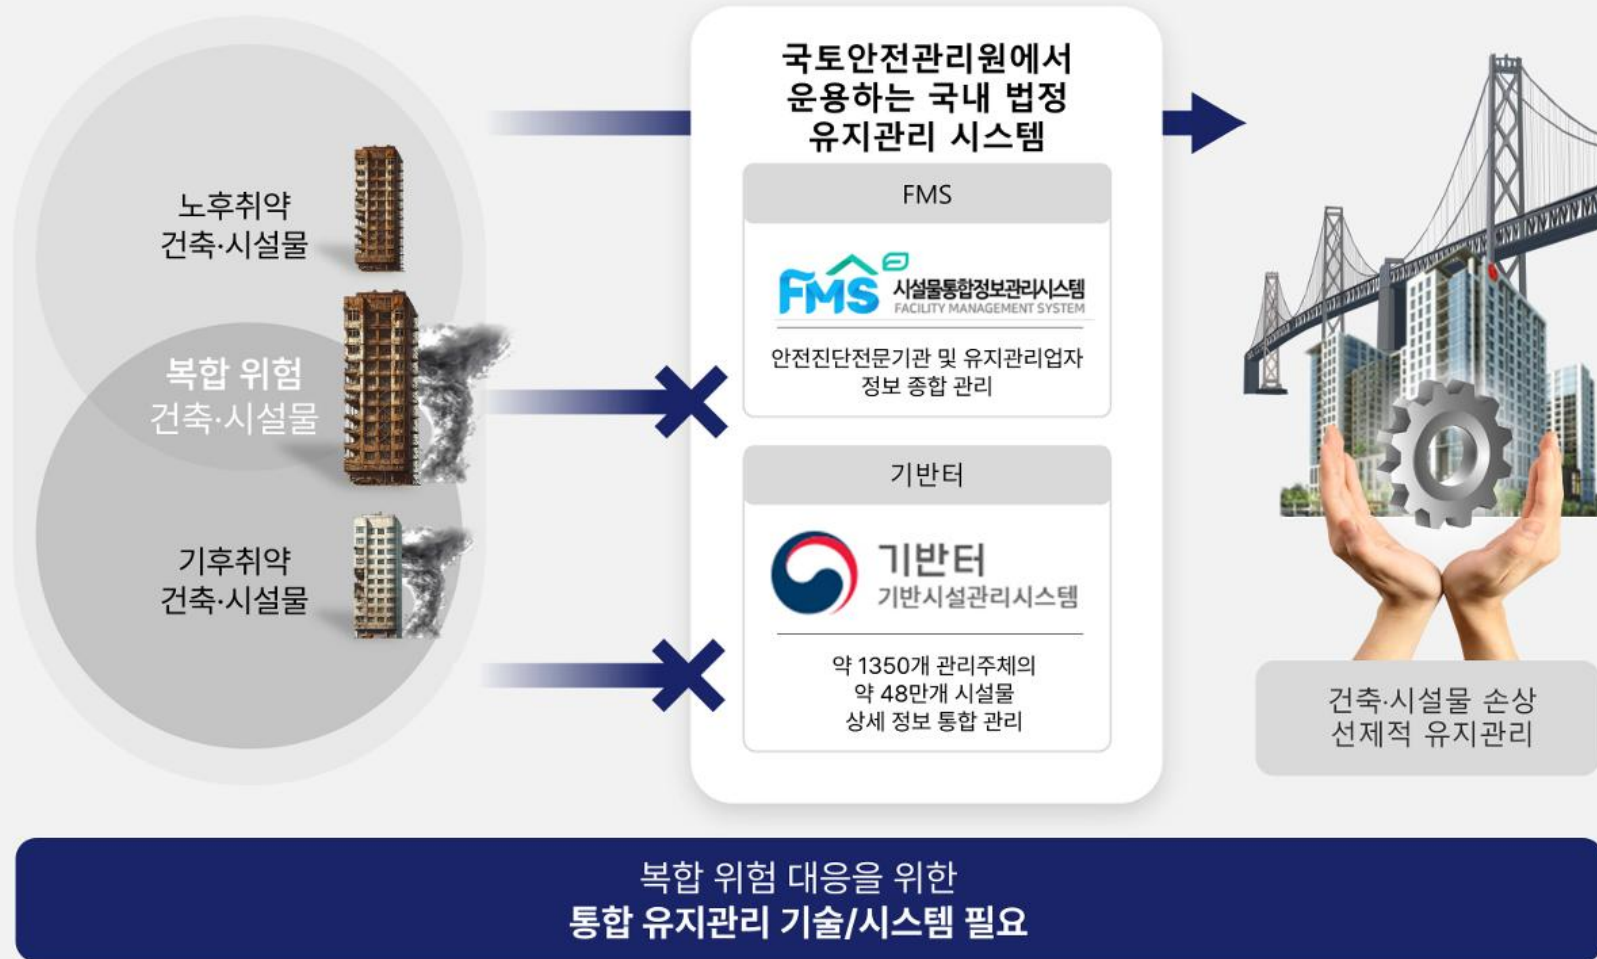 노후취약
건축·시설물
복합 위험
건축·시설물
기후취약
건축·시설물
국토안전관리원에서
운용하는 국내 법정
유지관리 시스템
FMS
FMS 시설물통합정보관리시스템
FACILITY MANAGEMENT SYSTEM
안전진단전문기관 및 유지관리업자
정보 종합 관리
기반터
기반터
기반시설관리시스템
약 1350개 관리주체의
약 48만개 시설물
상세 정보 통합 관리
건축·시설물 손상
선제적 유지관리
복합 위험 대응을 위한
통합 유지관리 기술/시스템 필요